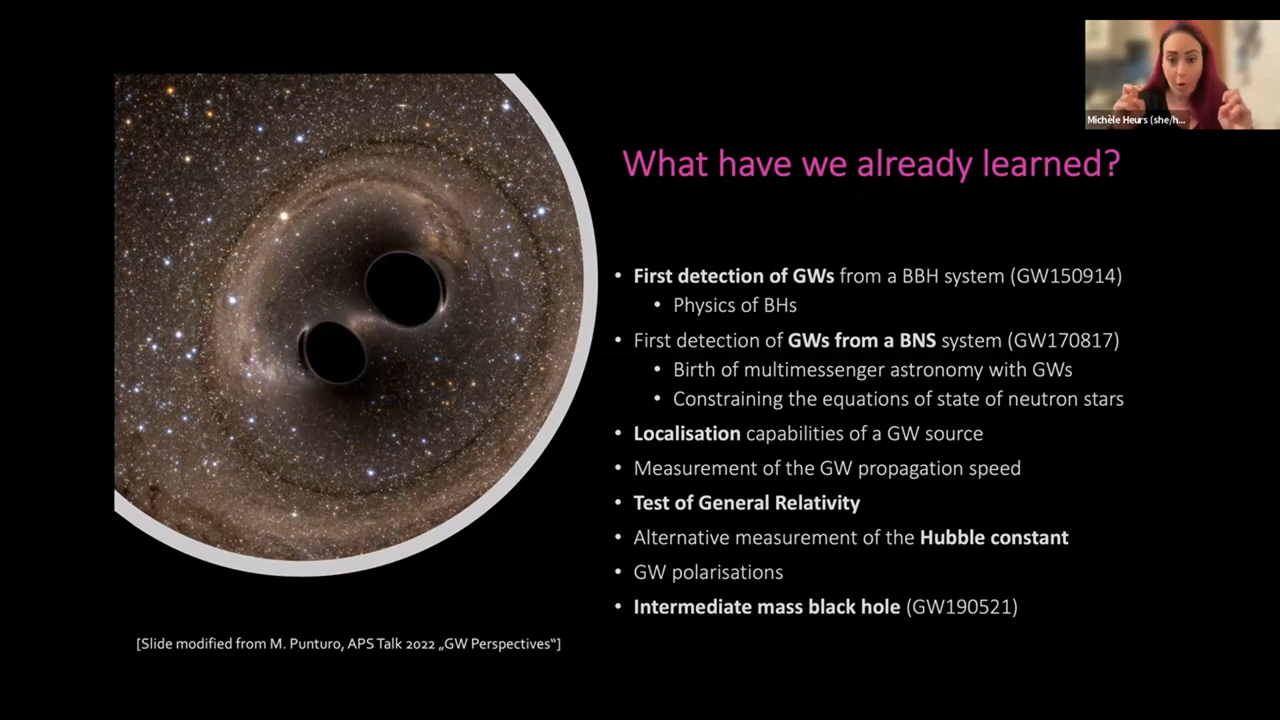 Michèle Heurs (she/h...
What have we already learned?
• First detection of GWs from a BBH system (GW150914)
• Physics of BHs
• First detection of GWs from a BNS system (GW170817)
• Birth of multimessenger astronomy with GWs
• Constraining the equations of state of neutron stars
• Localisation capabilities of a GW source
• Measurement of the GW propagation speed
• Test of General Relativity
• Alternative measurement of the Hubble constant
• GW polarisations
• Intermediate mass black hole (GW190521)
[Slide modified from M. Punturo, APS Talk 2022 „GW Perspectives“]